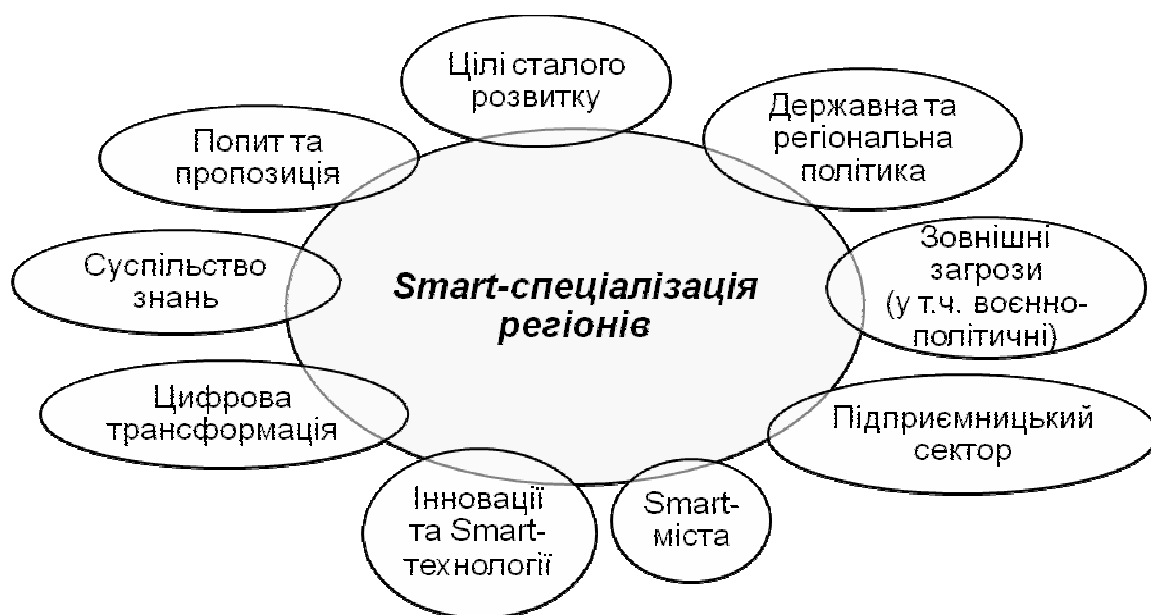 Цілі сталого
розвитку
Державна та
регіональна
політика
Попит та
пропозиція
Зовнішні
загрози
(у т.ч. воєнно-
політичні)
Суспільство
знань
Smart-спеціалізація
регіонів
Цифрова
трансформація
Підприємницький
сектор
Інновації
та Smart-
технології
Smart-
міста